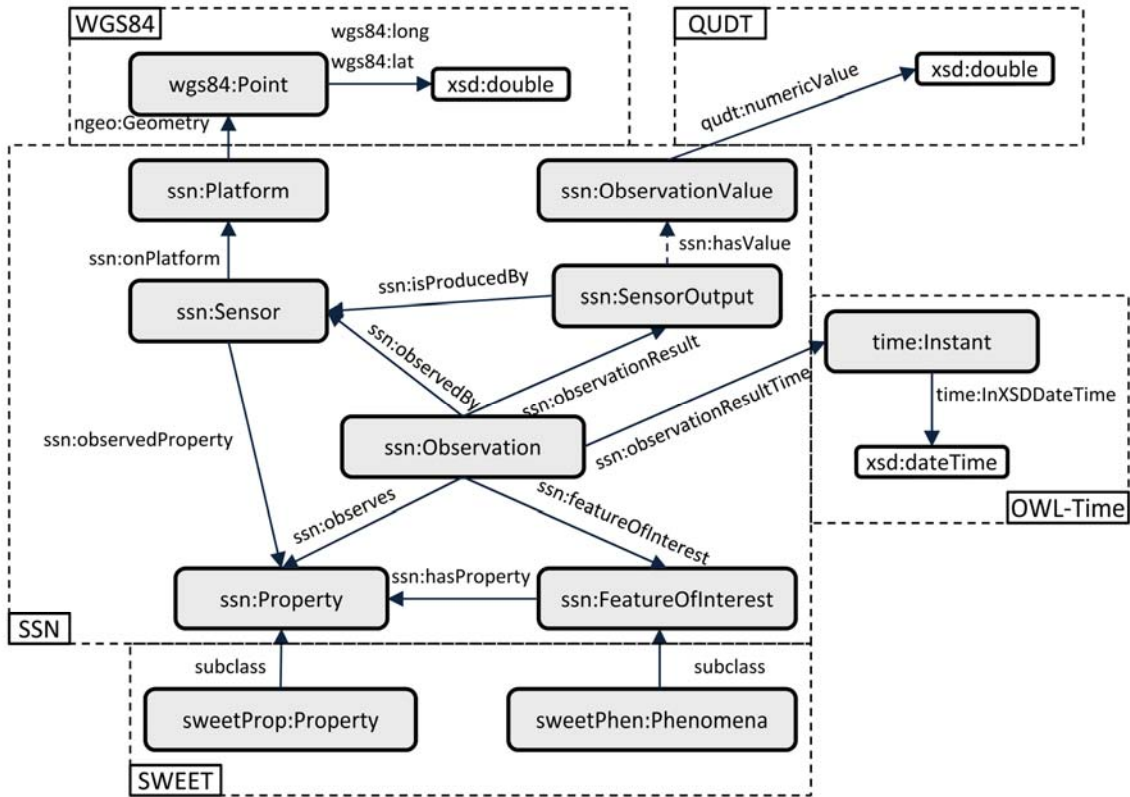 WGS84
wgs84:long
wgs84:lat
wgs84:Point
xsd:double
ngeo:Geometry
QUDT
xsd:double
qudt:numericValue
ssn:Platform
ssn:ObservationValue
ssn:onPlatform
ssn:hasValue
ssn:isProducedBy
ssn:Sensor
ssn:SensorOutput
ssn:observedBy
ssn:observationResult
ssn:observationResultTime
time:Instant
time:InXSDDateTime
xsd:dateTime
OWL-Time
ssn:observedProperty
ssn:Observation
ssn:observes
ssn:featureOfInterest
ssn:hasProperty
ssn:Property
ssn:FeatureOfInterest
SSN
subclass
subclass
sweetProp:Property
sweetPhen:Phenomena
SWEET